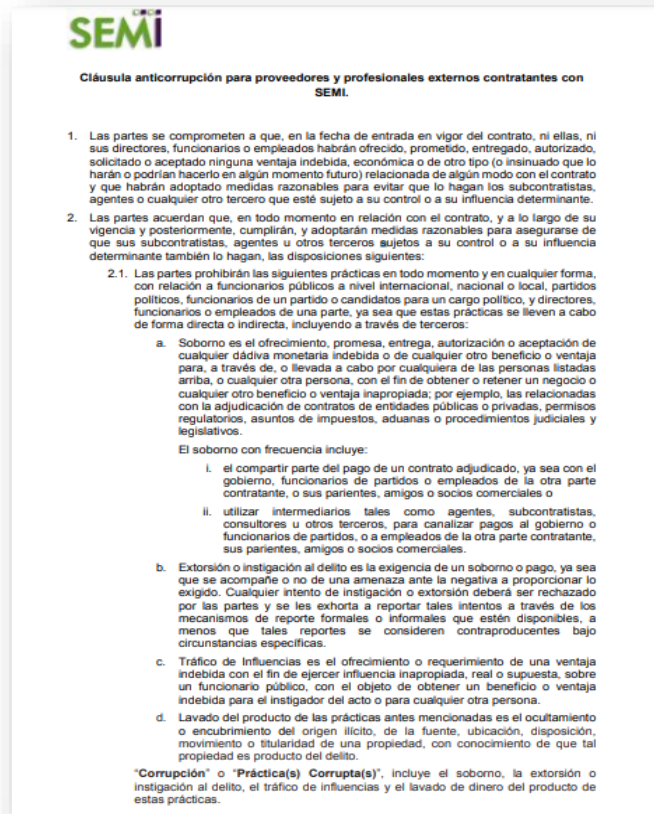 SEMI
Cláusula anticorrupción para proveedores y profesionales externos contratantes con
SEMI.
1. Las partes se comprometen a que, en la fecha de entrada en vigor del contrato, ni ellas, ni
sus directores, funcionarios o empleados habrán ofrecido, prometido, entregado, autorizado,
solicitado o aceptado ninguna ventaja indebida, económica o de otro tipo (o insinuado que lo
harán o podrían hacerlo en algún momento futuro) relacionada de algún modo con el contrato
y que habrán adoptado medidas razonables para evitar que lo hagan los subcontratistas,
agentes o cualquier otro tercero que esté sujeto a su control o a su influencia determinante.
2. Las partes acuerdan que, en todo momento en relación con el contrato, y a lo largo de su
vigencia y posteriormente, cumplirán, y adoptarán medidas razonables para asegurarse de
que sus subcontratistas, agentes u otros terceros sujetos a su control o a su influencia
determinante también lo hagan, las disposiciones siguientes:
2.1. Las partes prohibirán las siguientes prácticas en todo momento y en cualquier forma,
con relación a funcionarios públicos a nivel internacional, nacional o local, partidos
políticos, funcionarios de un partido o candidatos para un cargo político, y directores,
funcionarios o empleados de una parte, ya sea que estas prácticas se lleven a cabo
de forma directa o indirecta, incluyendo a través de terceros:
a. Soborno es el ofrecimiento, promesa, entrega, autorización o aceptación de
cualquier dádiva monetaria indebida o de cualquier otro beneficio o ventaja
para, a través de, o llevada a cabo por cualquiera de las personas listadas
arriba, o cualquier otra persona, con el fin de obtener o retener un negocio o
cualquier otro beneficio o ventaja inapropiada; por ejemplo, las relacionadas
con la adjudicación de contratos de entidades públicas o privadas, permisos
regulatorios, asuntos de impuestos, aduanas o procedimientos judiciales y
legislativos.
El soborno con frecuencia incluye:
i. el compartir parte del pago de un contrato adjudicado, ya sea con el
gobierno, funcionarios de partidos o empleados de la otra parte
contratante, o sus parientes, amigos o socios comerciales o
ii. utilizar intermediarios tales como agentes, subcontratistas,
consultores u otros terceros, para canalizar pagos al gobierno o
funcionarios de partidos, o a empleados de la otra parte contratante,
sus parientes, amigos o socios comerciales.
b. Extorsión o instigación al delito es la exigencia de un soborno o pago, ya sea
que se acompañe o no de una amenaza ante la negativa a proporcionar lo
exigido. Cualquier intento de instigación o extorsión deberá ser rechazado
por las partes y se les exhorta a reportar tales intentos a través de los
mecanismos de reporte formales o informales que estén disponibles, a
menos que tales reportes se consideren contraproducentes bajo
circunstancias específicas.
c. Tráfico de Influencias es el ofrecimiento o requerimiento de una ventaja
indebida con el fin de ejercer influencia inapropiada, real o supuesta, sobre
un funcionario público, con el objeto de obtener un beneficio o ventaja
indebida para el instigador del acto o para cualquier otra persona.
d. Lavado del producto de las prácticas antes mencionadas es el ocultamiento
o encubrimiento del origen ilícito, de la fuente, ubicación, disposición,
movimiento o titularidad de una propiedad, con conocimiento de que tal
propiedad es producto del delito.
"Corrupción" o "Práctica(s) Corrupta(s)", incluye el soborno, la extorsión o
instigación al delito, el tráfico de influencias y el lavado de dinero del producto de
estas prácticas.